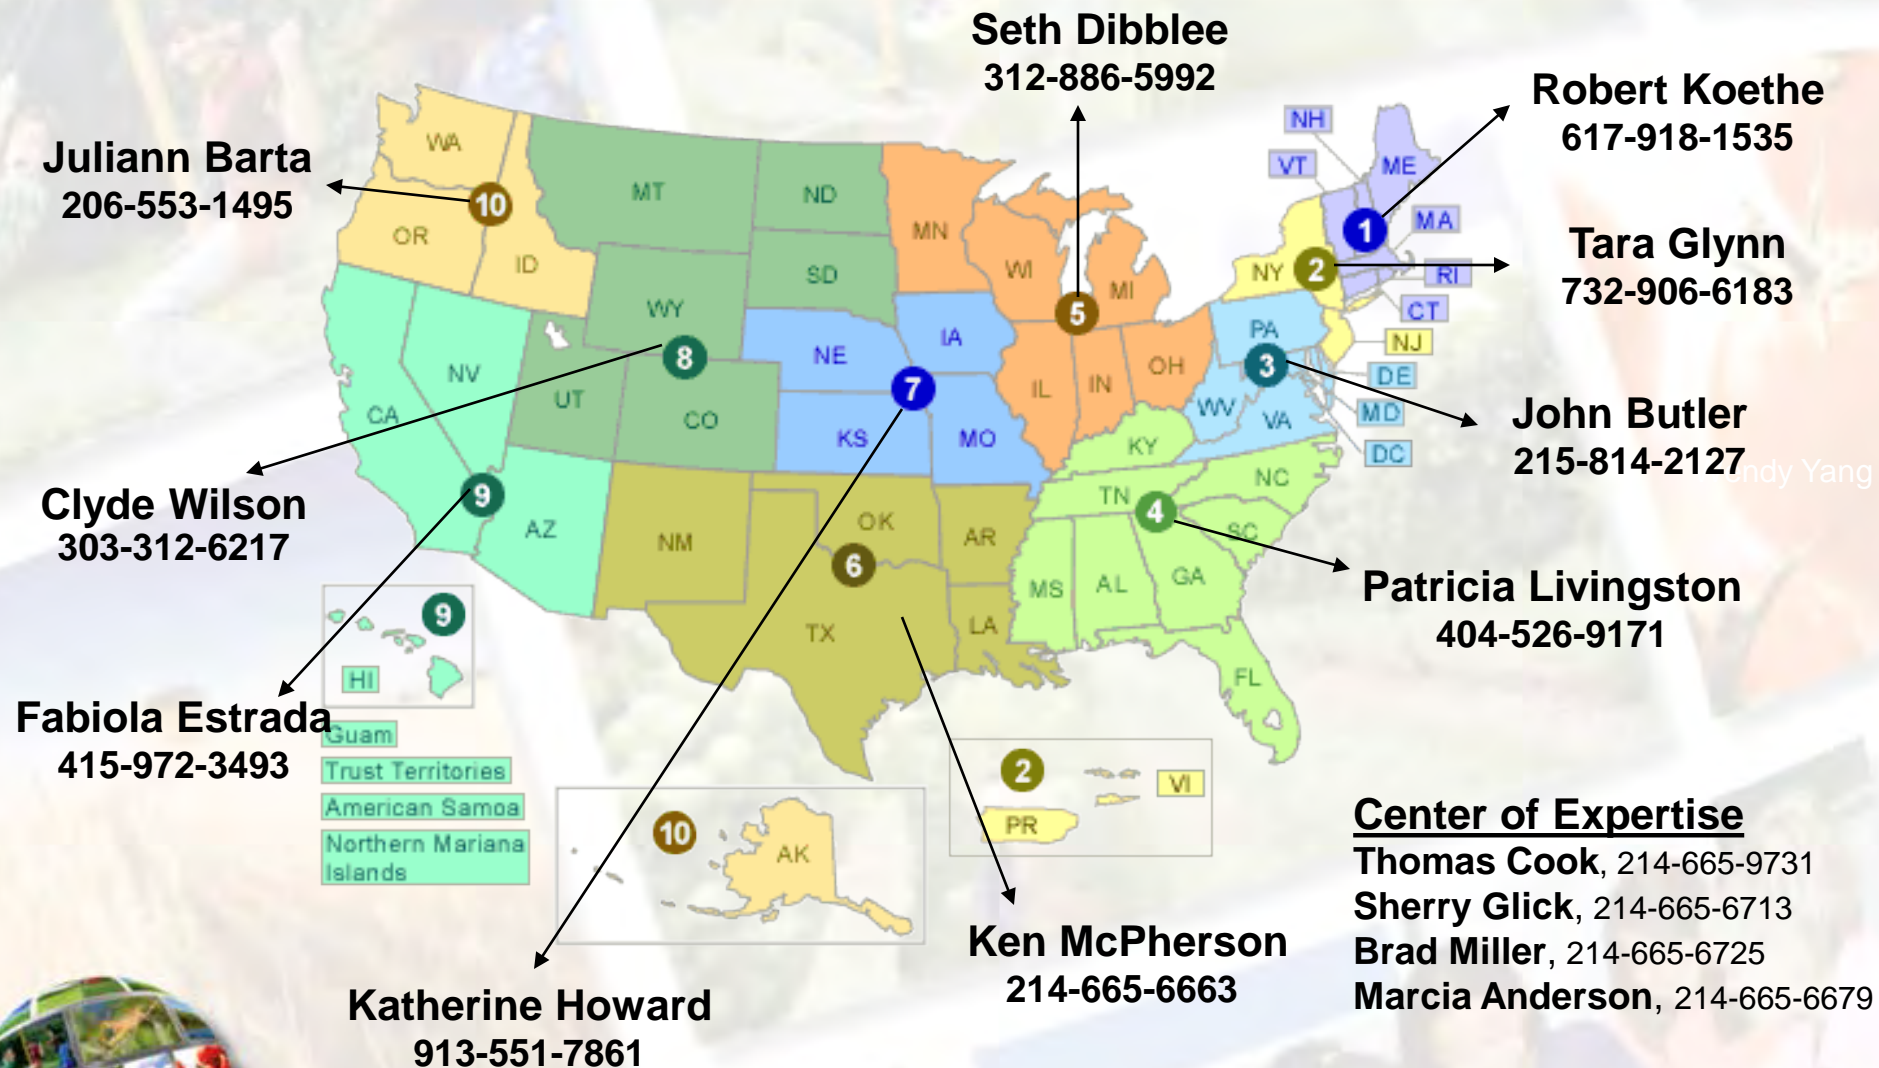 Seth Dibblee
312-886-5992
Robert Koethe
617-918-1535
Juliann Barta
206-553-1495
Tara Glynn
732-906-6183
John Butler
215-814-2127
ndy Yang
Clyde Wilson
303-312-6217
Patricia Livingston
404-526-9171
Fabiola Estrada
415-972-3493
Katherine Howard
913-551-7861
Ken McPherson
214-665-6663
Center of Expertise
Thomas Cook, 214-665-9731
Sherry Glick, 214-665-6713
Brad Miller, 214-665-6725
Marcia Anderson, 214-665-6679
WA
OR
ID
10
MT
ND
SD
WY
UT
CO
8
CA
NV
AZ
9
NE
IA
KS
MO
7
MN
WI
MI
IL
IN
OH
5
NM
OK
AR
TX
LA
6
KY
TN
NC
SC
MS
AL
GA
FL
4
PA
WV
VA
DE
MD
DC
3
NY
NJ
2
NH
VT
ME
MA
RI
CT
1
9
HI
Guam
Trust Territories
American Samoa
Northern Mariana
Islands
10
AK
2
PR
VI